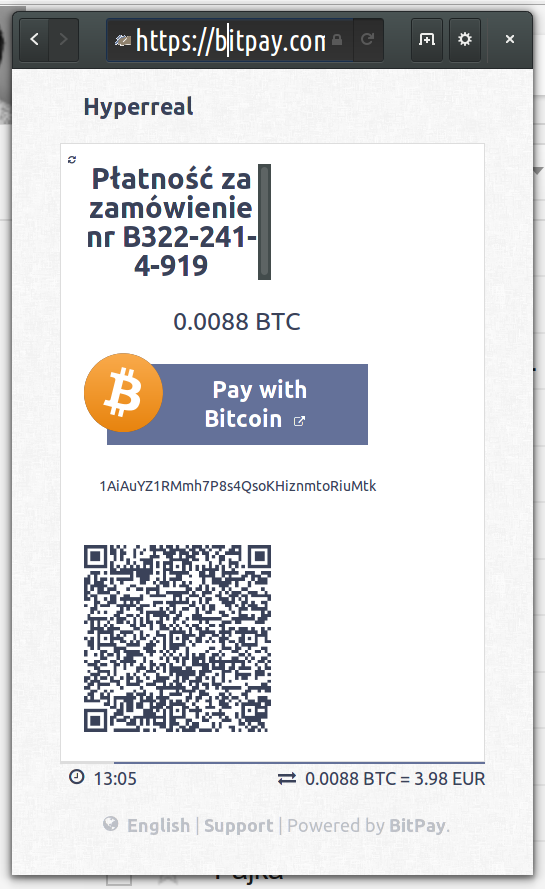 https://bitpay.com
Hyperreal
Płatność za
zamówienie
nr B322-241-
4-919
0.0088 BTC
Pay with
Bitcoin
1AiAuYZ1RMmh7P8s4QsoKHiznmtoRiuMtk
13:05
0.0088 BTC = 3.98 EUR
English | Support | Powered by BitPay.